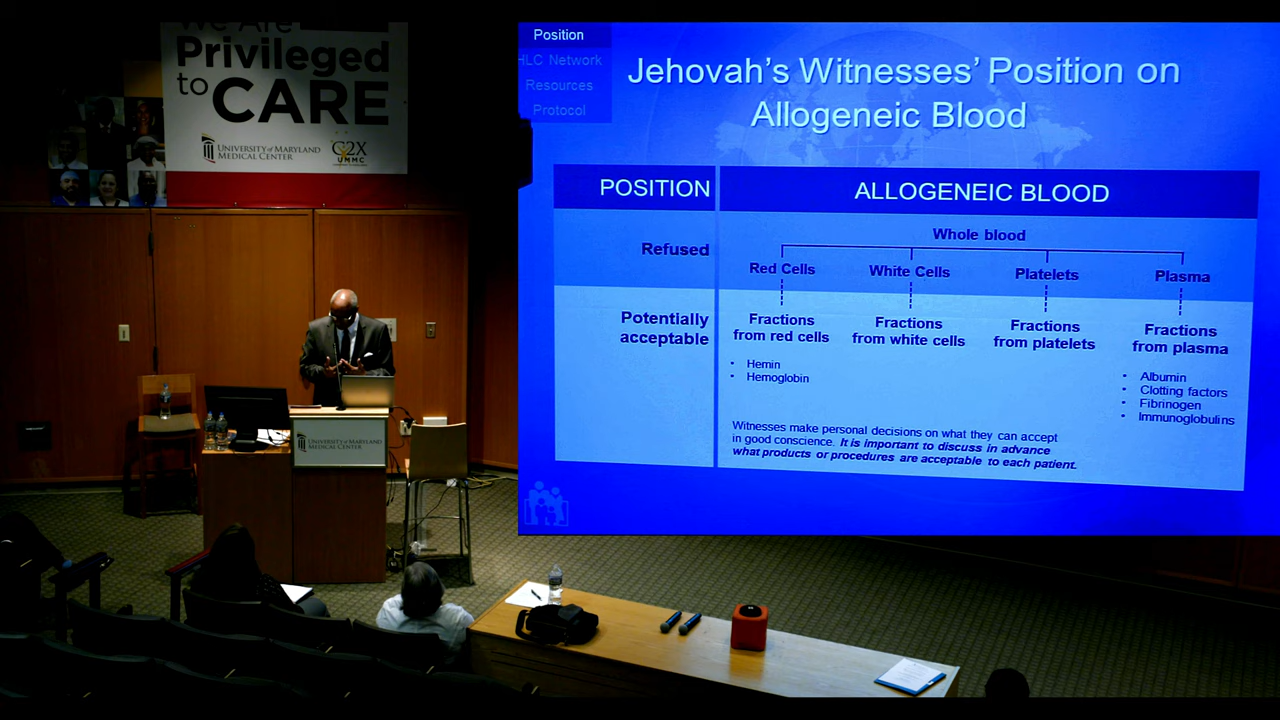 We Are
Privileged
to CARE
UNIVERSITY of MARYLAND
MEDICAL CENTER
C2X
UMMC
Position
HLC Network
Resources
Protocol
Jehovah's Witnesses' Position on
Allogeneic Blood
POSITION
ALLOGENEIC BLOOD
Refused
Whole blood
Red Cells
White Cells
Platelets
Plasma
Potentially
acceptable
Fractions
from red cells
Fractions
from white cells
Fractions
from platelets
Fractions
from plasma
• Hemin
• Hemoglobin
• Albumin
• Clotting factors
• Fibrinogen
• Immunoglobulins
Witnesses make personal decisions on what they can accept
in good conscience. It is important to discuss in advance
what products or procedures are acceptable to each patient.
UNIVERSITY of MARYLAND
MEDICAL CENTER